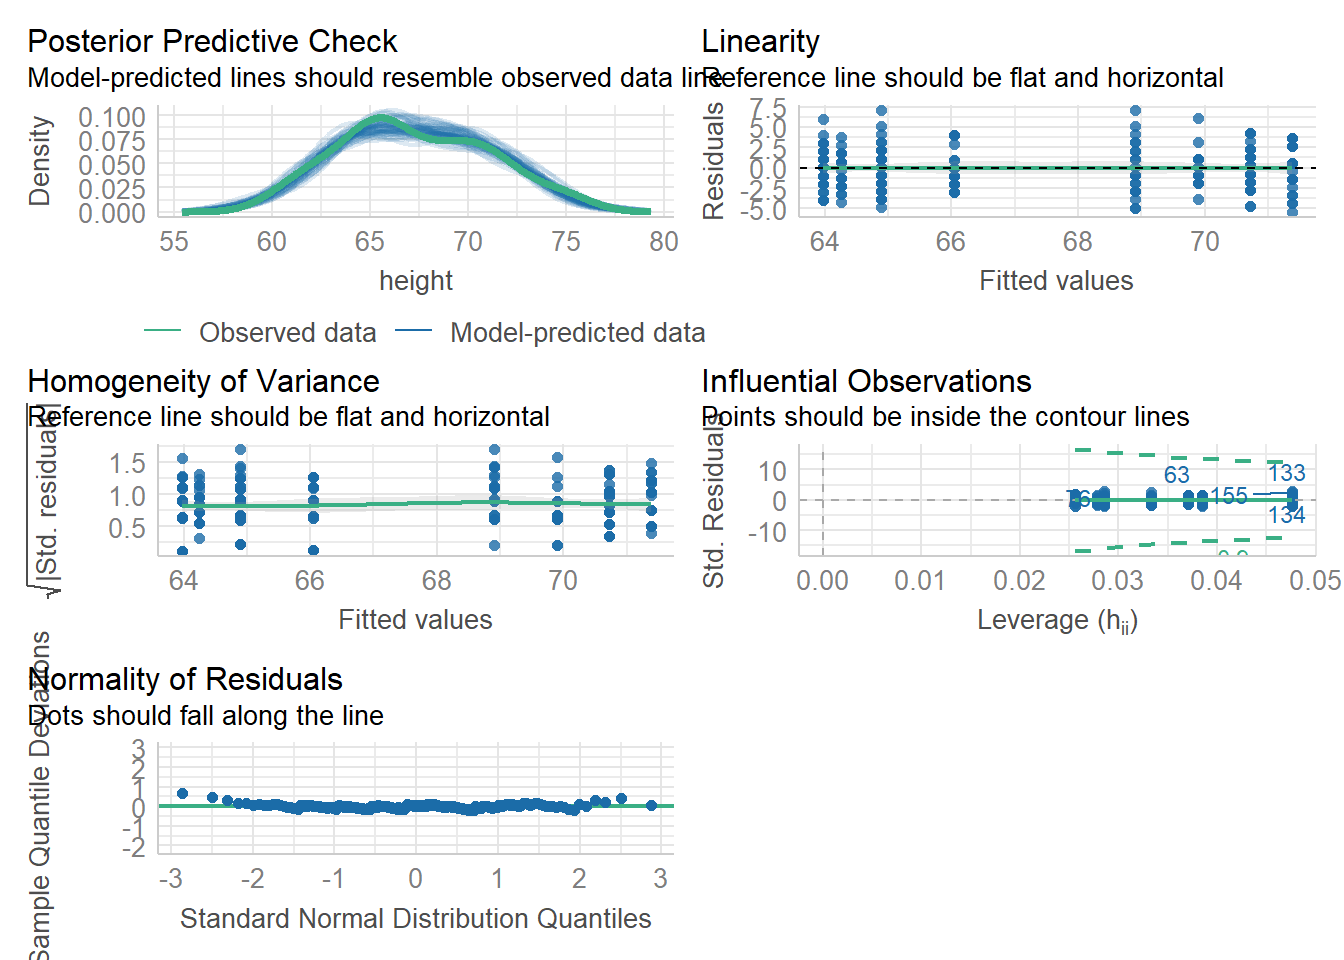 Posterior Predictive Check
Model-predicted lines should resemble observed data line
Density
0.100
0.075
0.050
0.025
0.000
55 60 65 70 75 80
height
Observed data Model-predicted data
Linearity
Reference line should be flat and horizontal
Residuals
7.5
5.0
2.5
0.0
-2.5
-5.0
64 66 68 70
Fitted values
Homogeneity of Variance
Reference line should be flat and horizontal
√|Std. residuals|
1.5
1.0
0.5
64 66 68 70
Fitted values
Influential Observations
Points should be inside the contour lines
Std. Residuals
10
0
-10
63
133
155
134
0.00 0.01 0.02 0.03 0.04 0.05
Leverage (hii)
Normality of Residuals
Dots should fall along the line
Sample Quantile Deviations
3
2
1
0
-1
-2
-3 -2 -1 0 1 2 3
Standard Normal Distribution Quantiles